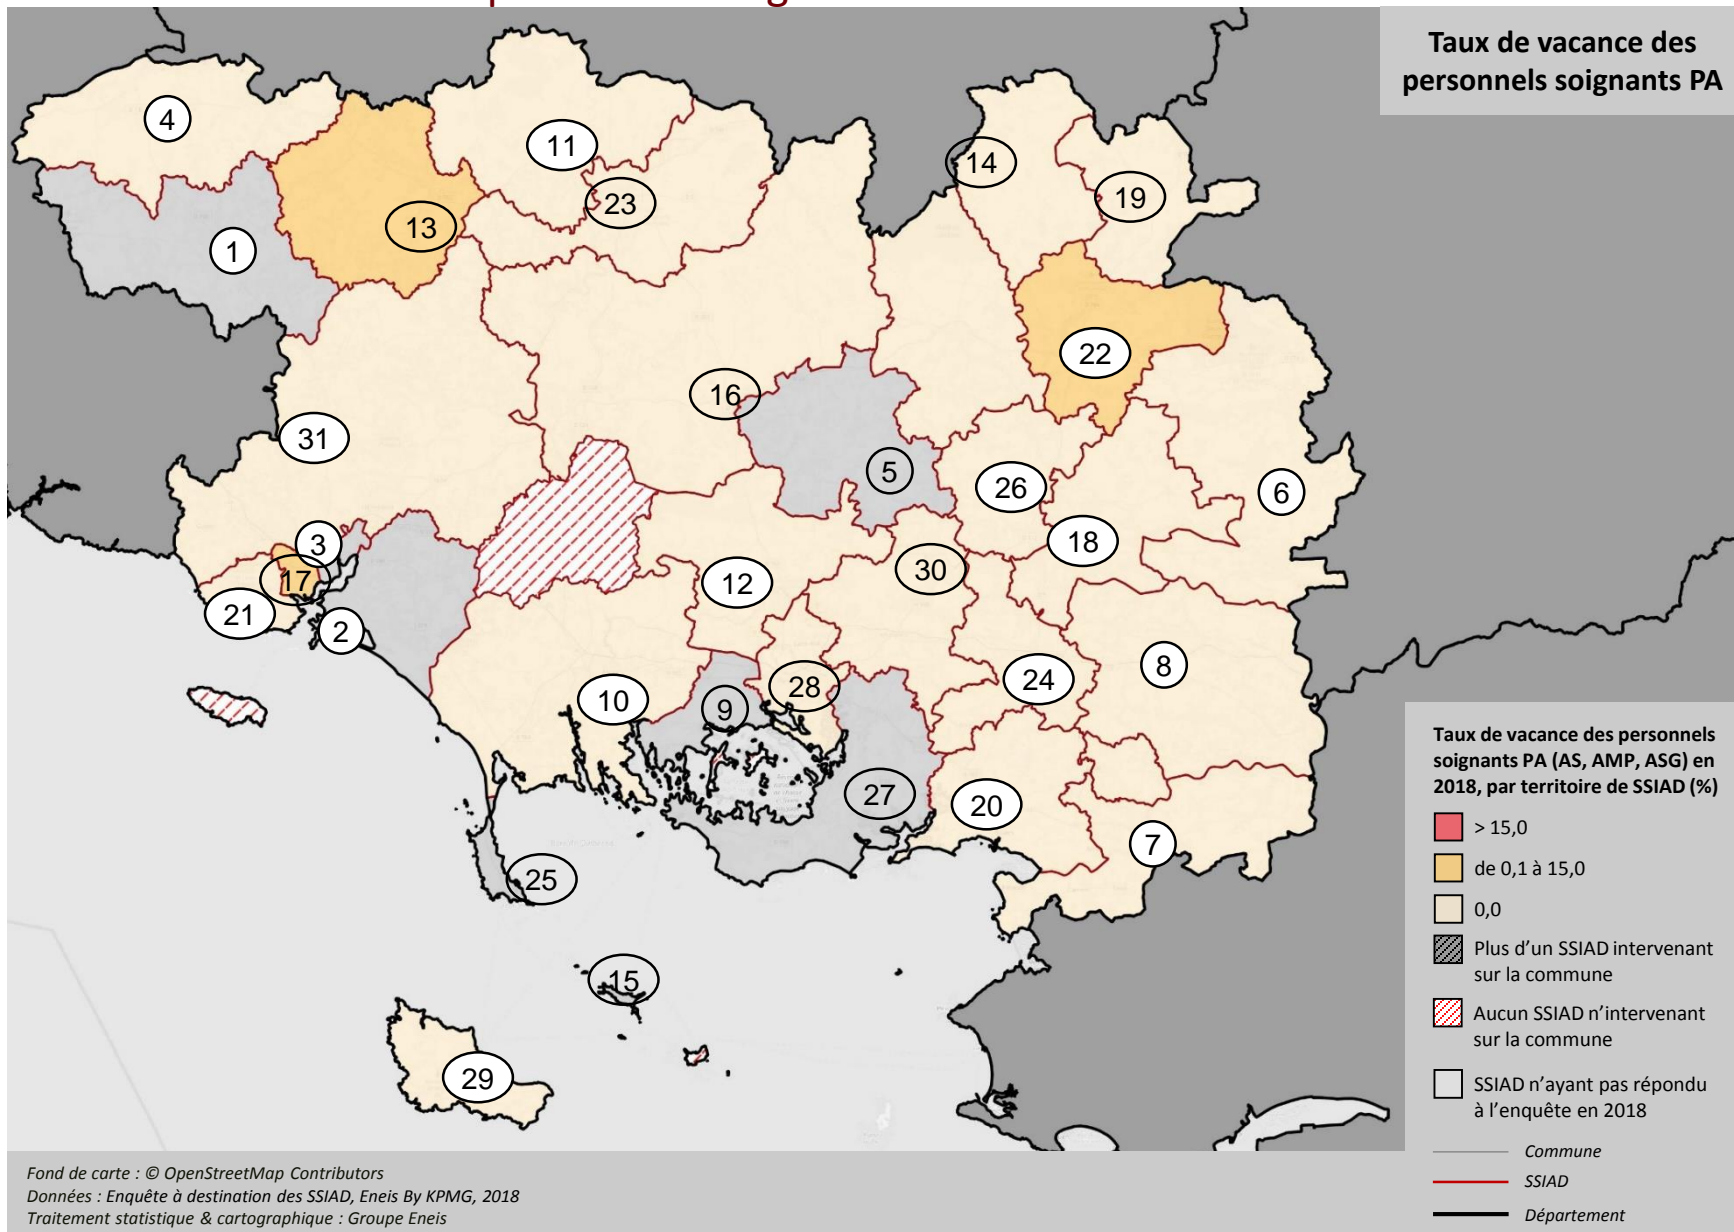 Taux de vacance des
personnels soignants PA
4
11
14
13
23
19
1
22
16
31
5
26
6
3
18
17
12
30
21
2
8
28
24
10
9
27
20
7
25
15
29
Taux de vacance des personnels
soignants PA (AS, AMP, ASG) en
2018, par territoire de SSIAD (%)
> 15,0
de 0,1 à 15,0
0,0
Plus d’un SSIAD intervenant
sur la commune
Aucun SSIAD n’intervenant
sur la commune
SSIAD n’ayant pas répondu
à l’enquête en 2018
Commune
SSIAD
Département
Fond de carte : © OpenStreetMap Contributors
Données : Enquête à destination des SSIAD, Eneis By KPMG, 2018
Traitement statistique & cartographique : Groupe Eneis